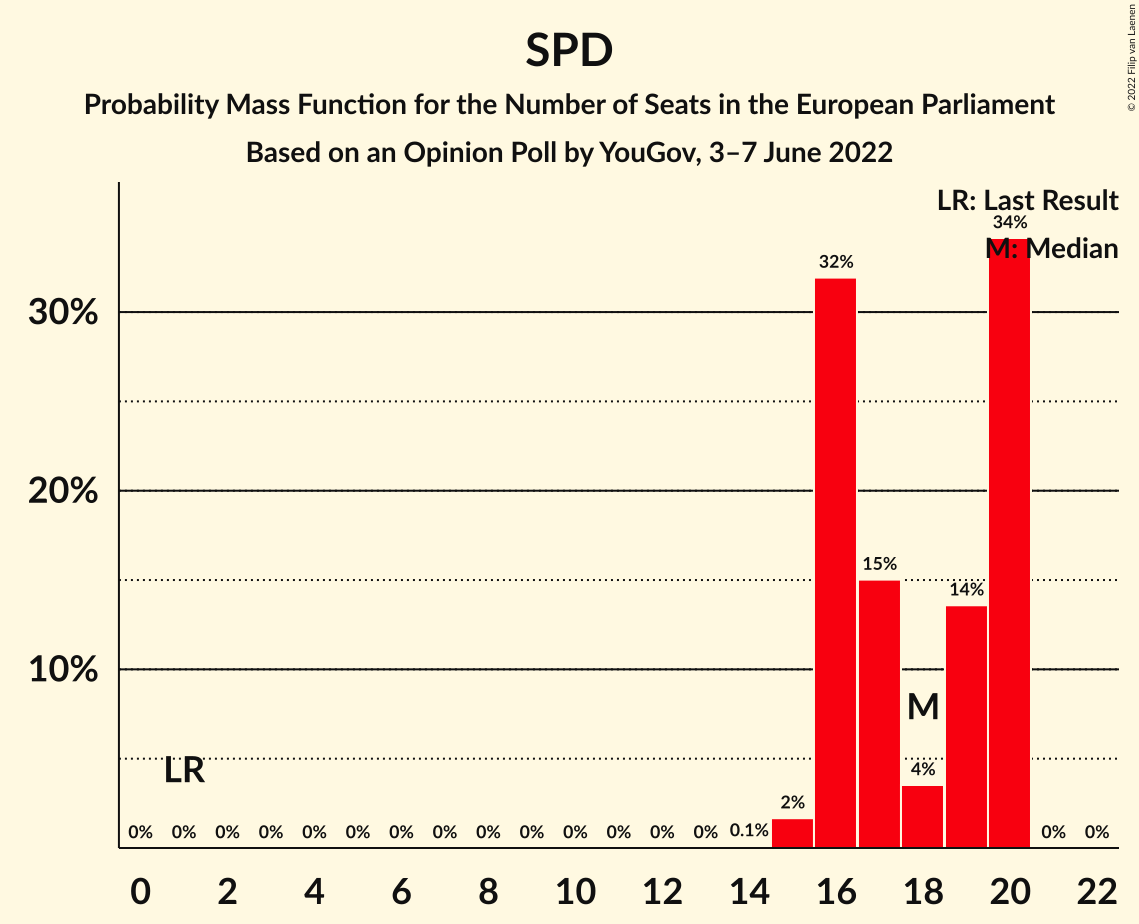 SPD
Probability Mass Function for the Number of Seats in the European Parliament
Based on an Opinion Poll by YouGov, 3–7 June 2022
© 2022 Filip van Laenen
LR: Last Result
M: Median
34%
32%
30%
20%
15%
14%
10%
M
LR
4%
2%
0% 0% 0% 0% 0% 0% 0% 0% 0% 0% 0% 0% 0% 0% 0.1% 0% 0%
0 2 4 6 8 10 12 14 16 18 20 22